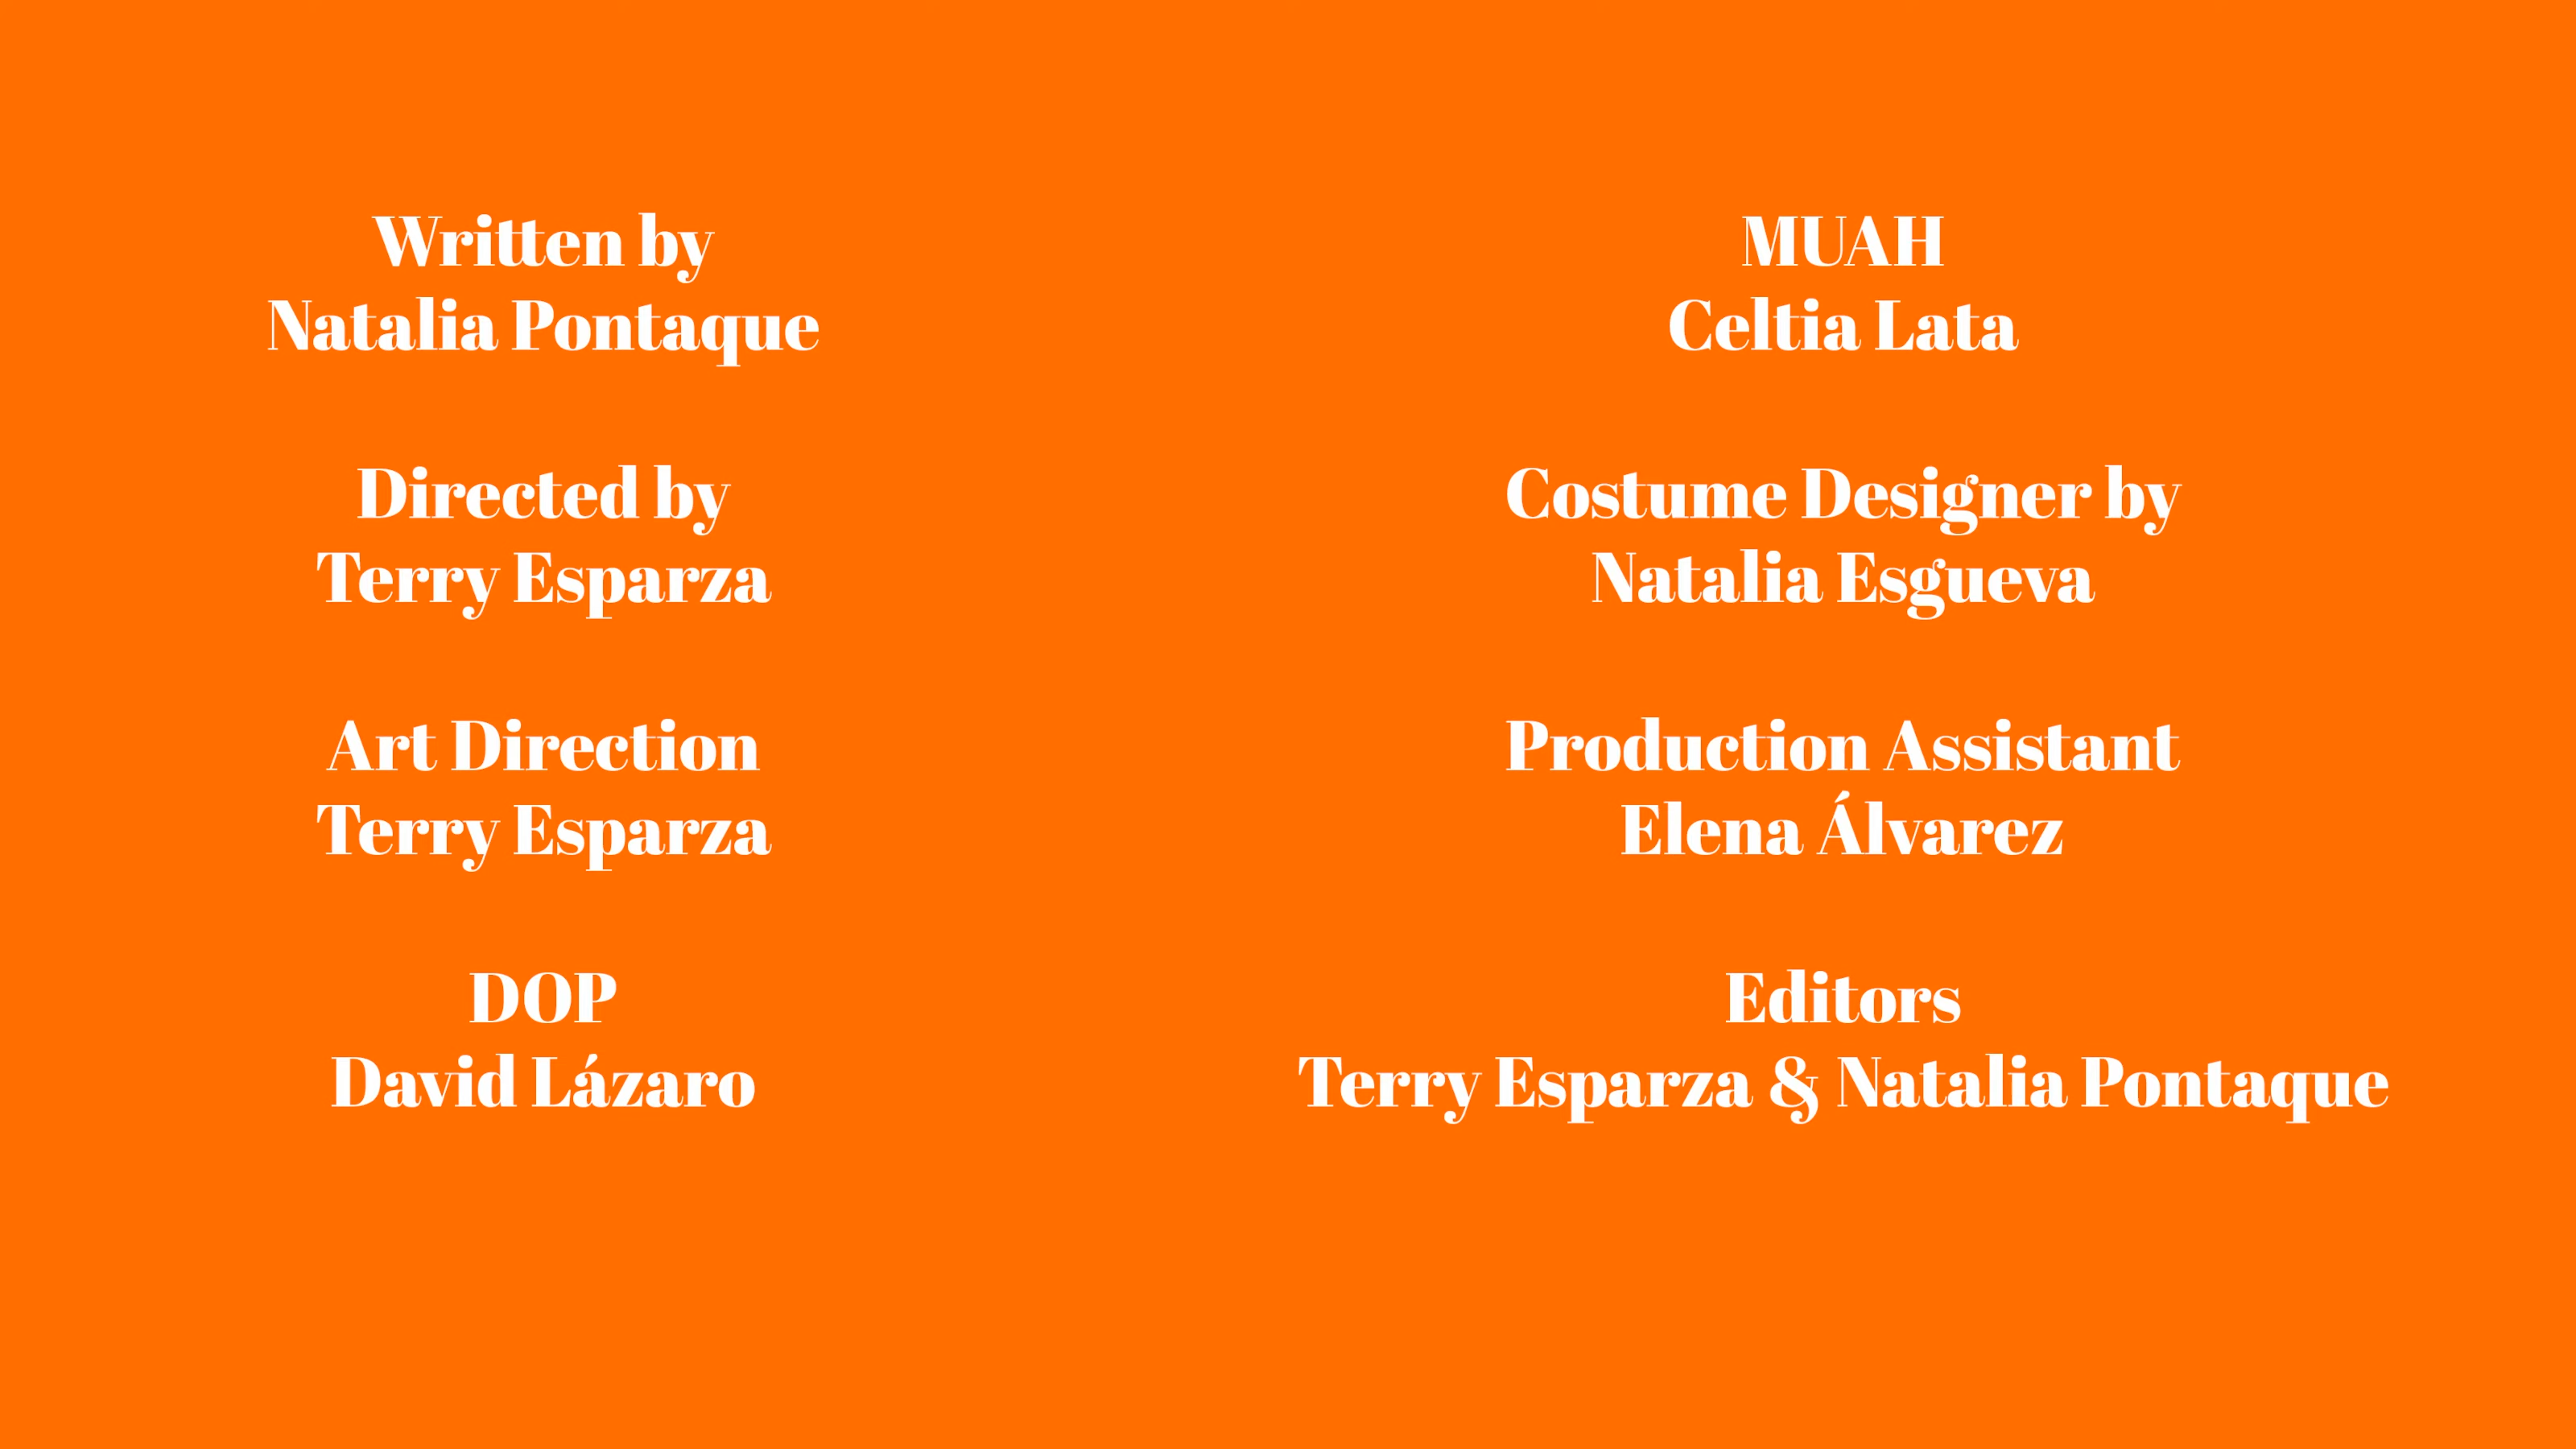 Written by
Natalia Pontaque
Directed by
Terry Esparza
Art Direction
Terry Esparza
DOP
David Lázaro
MUAH
Celtia Lata
Costume Designer by
Natalia Esgueva
Production Assistant
Elena Álvarez
Editors
Terry Esparza & Natalia Pontaque